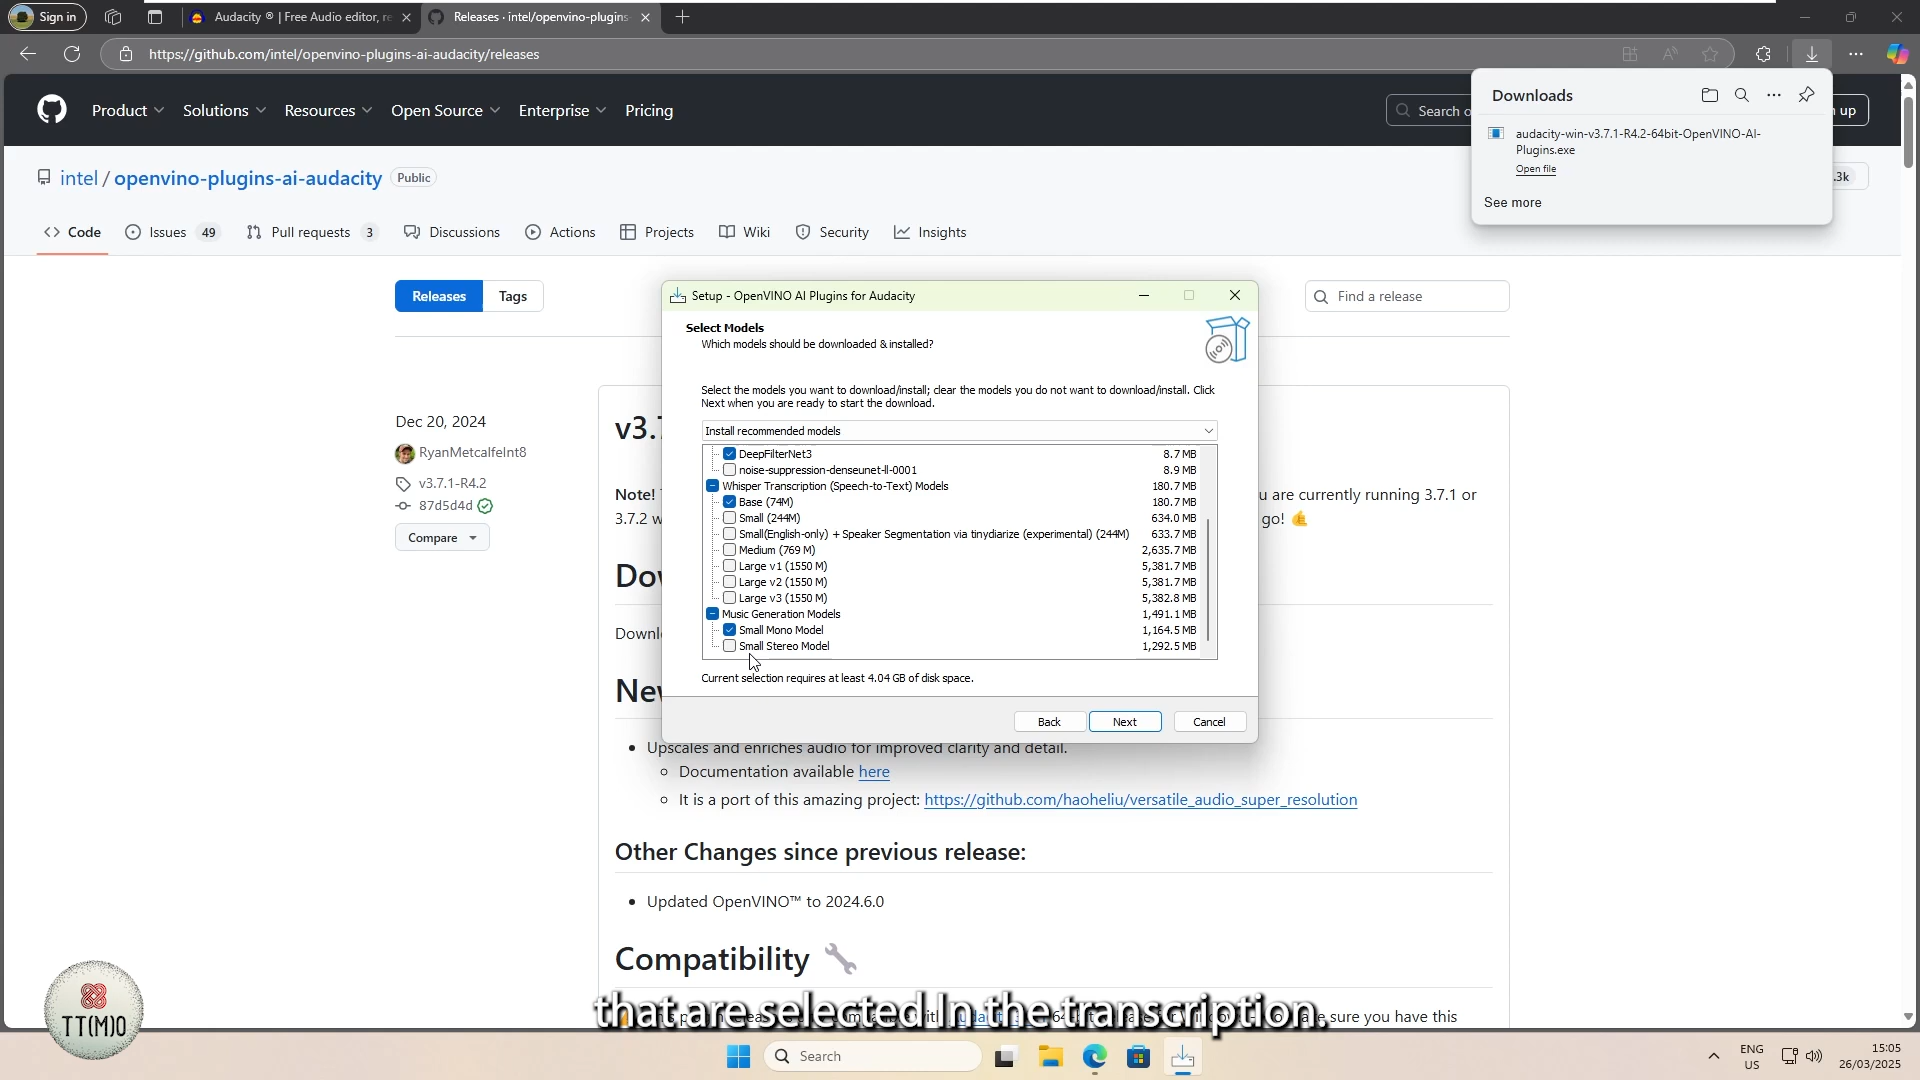 Sign in
Audacity ® | Free Audio editor, re
Releases · intel/openvino-plugins-
https://github.com/intel/openvino-plugins-ai-audacity/releases
Product
Solutions
Resources
Open Source
Enterprise
Pricing
Search o
up
Downloads
audacity-win-v3.7.1-R4.2-64bit-OpenVINO-AI-
Plugins.exe
Open file
See more
intel / openvino-plugins-ai-audacity
Public
.3k
Code
Issues 49
Pull requests 3
Discussions
Actions
Projects
Wiki
Security
Insights
Releases
Tags
Find a release
Dec 20, 2024
RyanMetcalfeInt8
v3.7.1-R4.2
87d5d4d
Compare
v3.7
Note!
u are currently running 3.7.1 or
3.7.2 w
go!
Setup - OpenVINO AI Plugins for Audacity
Select Models
Which models should be downloaded & installed?
Select the models you want to download/install; clear the models you do not want to download/install. Click
Next when you are ready to start the download.
Install recommended models
DeepFilterNet3 8.7 MB
noise-suppression-denseunet-ll-0001 8.9 MB
Whisper Transcription (Speech-to-Text) Models 180.7 MB
Base (74M) 180.7 MB
Small (244M) 634.0 MB
Small(English-only) + Speaker Segmentation via tinydiarize (experimental) (244M) 633.7 MB
Medium (769 M) 2,635.7 MB
Large v1 (1550 M) 5,381.7 MB
Large v2 (1550 M) 5,381.7 MB
Large v3 (1550 M) 5,382.8 MB
Music Generation Models 1,491.1 MB
Small Mono Model 1,164.5 MB
Small Stereo Model 1,292.5 MB
Current selection requires at least 4.04 GB of disk space.
Back
Next
Cancel
Upscales and enriches audio for improved clarity and detail.
Documentation available here
It is a part of this amazing project: https://github.com/haoheliu/versatile_audio_super_resolution
Other Changes since previous release:
Updated OpenVINO™ to 2024.6.0
Compatibility
that are selected In the transcription.
sure you have this
TT(M)O
Search
ENG
US
15:05
26/03/2025